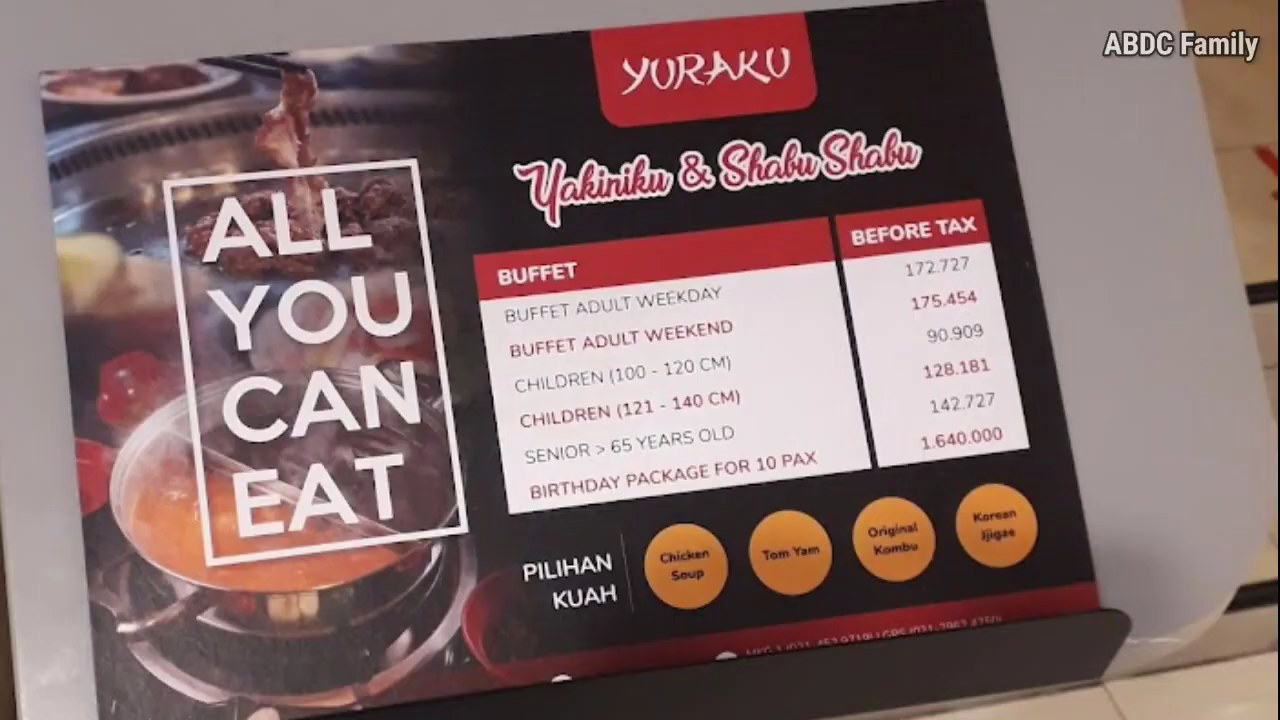 ABDC Family
YURAKU
Yakiniku & Shabu Shabu
ALL
YOU
CAN
EAT
BUFFET BEFORE TAX
BUFFET ADULT WEEKDAY 172.727
BUFFET ADULT WEEKEND 175.454
CHILDREN (100 - 120 CM) 90.909
CHILDREN (121 - 140 CM) 128.181
SENIOR > 65 YEARS OLD 142.727
BIRTHDAY PACKAGE FOR 10 PAX 1.640.000
PILIHAN
KUAH
Chicken
Soup
Tom Yam
Original
Kombu
Korean
Jjigae